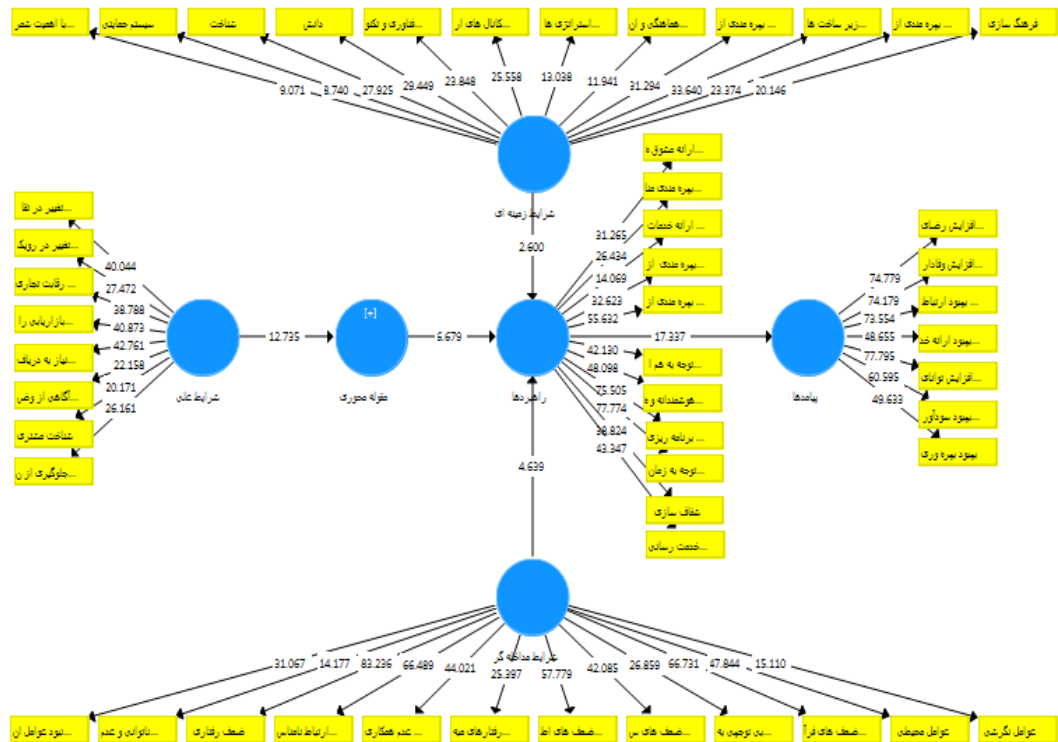 فرهنگ سازی
بهره مندی از...
زیر ساخت ها...
بهره مندی از...
هماهنگی و ان...
استراتژی ها...
کانال های ار...
فناوری و تکنو...
دانش
شناخت
سیستم حمایتی
با اهمیت شمر...
9.071
27.925
29.449
23.848
25.558
13.038
11.941
31.294
33.640
23.374
20.146
شرایط زمینه ای
2.600
ارائه مشوق ه...
بهره مندی منا...
ارائه خدمات ...
بهره مندی از ...
بهره مندی از ...
31.265
26.434
14.069
32.623
55.632
تغییر در تقا...
تغییر در رویک...
رقابت تجاری ...
بازاریابی را...
نیاز به دریاف...
آگاهی از وض...
شناخت مشتری
جلوگیری از ن...
40.044
27.472
38.788
40.873
42.761
22.158
20.171
26.161
شرایط علی
12.735
[+]
مقوله محوری
6.679
راهبردها
17.337
پیامدها
افزایش رضای...
افزایش وفادار...
بهبود ارتباط ...
بهبود ارائه خد...
افزایش توانای...
بهبود سودآور...
بهبود بهره وری
74.779
74.179
73.554
48.655
77.795
60.595
49.633
توجه به هم ا...
هوشمندانه و ه...
برنامه ریزی ...
توجه به زمان...
شفاف سازی
خدمت رسانی...
42.130
48.098
75.505
77.774
43.347
4.639
شرایط مداخله گر
31.067
14.177
83.236
66.489
44.021
25.397
57.779
42.085
26.859
66.731
47.844
15.110
عوامل نگرشی
عوامل محیطی
ضعف های فرآ...
بی توجهی به...
ضعف های س...
ضعف های اط...
رفتارهای میه...
عدم همکاری ...
ارتباط نامناس...
ضعف رفتاری
ناتوانی و عدم...
نبود عوامل ان...